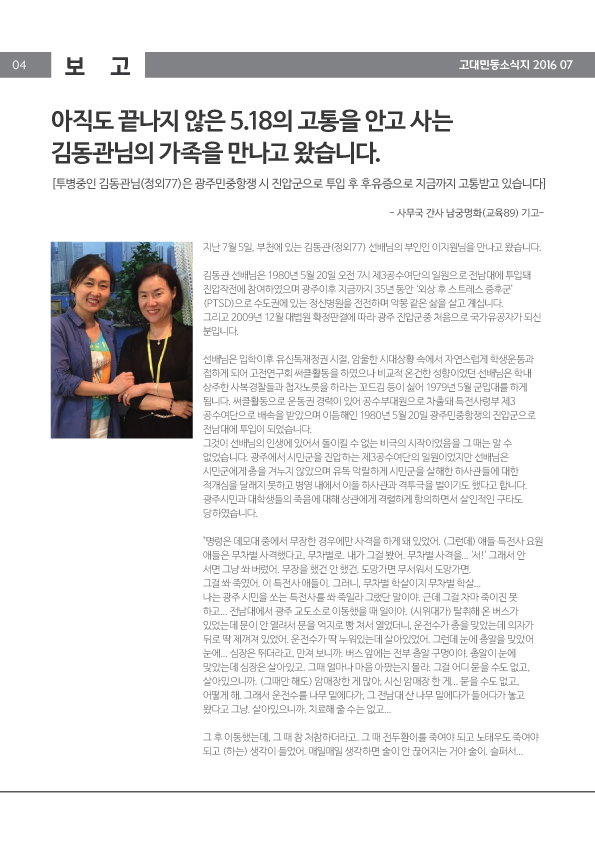 04
보 고
고대민동소식지 2016 07
아직도 끝나지 않은 5.18의 고통을 안고 사는
김동관님의 가족을 만나고 왔습니다.
[투병중인 김동관님(정외77)은 광주민중항쟁 시 진압군으로 투입 후 후유증으로 지금까지 고통받고 있습니다]
- 사무국 간사 남궁명화(교육89) 기고-
지난 7월 5일, 부천에 있는 김동관(정외77) 선배님의 부인인 이지원님을 만나고 왔습니다.
김동관 선배님은 1980년 5월 20일 오전 7시 제3공수여단의 일원으로 전남대에 투입돼
진압작전에 참여하였으며 광주이후 지금까지 35년 동안 ‘외상 후 스트레스 증후군’
(PTSD)으로 수도권에 있는 정신병원을 전전하며 악몽 같은 삶을 살고 계십니다.
그리고 2009년 12월 대법원 확정판결에 따라 광주 진압군중 처음으로 국가유공자가 되신
분입니다.
선배님은 입학이후 유신독재정권 시절, 암울한 시대상황 속에서 자연스럽게 학생운동과
접하게 되어 고전연구회 써클활동을 하였으나 비교적 온건한 성향이었던 선배님은 학내
상주한 사복경찰들과 첩자노릇을 하라는 꼬드김 등이 싫어 1979년 5월 군입대를 하게
됩니다. 써클활동으로 운동권 경력이 있어 공수부대원으로 차출돼 특전사령부 제3
공수여단으로 배속을 받았으며 이듬해인 1980년 5월 20일 광주민중항쟁의 진압군으로
전남대에 투입이 되었습니다.
그것이 선배님의 인생에 있어서 돌이킬 수 없는 비극의 시작이었음을 그 때는 알 수
없었습니다. 광주에서 시민군을 진압하는 제3공수여단의 일원이었지만 선배님은
시민군에게 총을 겨누지 않았으며 유독 악랄하게 시민군을 살해한 하사관들에 대한
적개심을 달래지 못하고 병영 내에서 이들 하사관과 격투극을 벌이기도 했다고 합니다.
광주시민과 대학생들의 죽음에 대해 상관에게 격렬하게 항의하면서 살인적인 구타도
당하였습니다.
“명령은 데모대 중에서 무장한 경우에만 사격을 하게 돼 있었어. (그런데) 얘들 특전사 요원
애들은 무차별 사격했다고, 무차별로. 내가 그걸 봤어. 무차별 사격을... ‘서!’ 그래서 안
서면 그냥 쏴 버렸어. 무장을 했건 안 했건. 도망가면 무서워서 도망가면.
그걸 쏴 죽였어. 이 특전사 애들이. 그러니, 무차별 학살이지 무차별 학살...
나는 광주 시민을 쏘는 특전사를 쏴 죽일라 그랬단 말이야. 근데 그걸 차마 죽이진 못
하고... 전남대에서 광주 교도소로 이동했을 때 일이야. (시위대가) 탈취해 온 버스가
있었는데 문이 안 열려서 문을 억지로 빵 쳐서 열었더니, 운전수가 총을 맞았는데 의자가
뒤로 딱 제껴져 있었어. 운전수가 딱 누워있는데 살아있었어. 그런데 눈에 총알을 맞았어
눈에... 심장은 뛰더라고, 만져 보니까. 버스 앞에는 전부 총알 구멍이야. 총알이 눈에
맞았는데 심장은 살아있고. 그때 얼마나 마음 아팠는지 몰라. 그걸 어디 묻을 수도 없고,
살아있으니까. (그때만 해도) 암매장한 게 많아, 시신 암매장 한 게... 묻을 수도 없고,
어떻게 해. 그래서 운전수를 나무 밑에다가, 그 전남대 산 나무 밑에다가 들어다가 놓고
왔다고 그냥. 살아있으니까. 치료해 줄 수는 없고...
그 후 이동했는데, 그 때 참 처참하더라고. 그 때 전두환이를 죽여야 되고 노태우도 죽여야
되고 (하는) 생각이 들었어. 매일매일 생각하면 술이 안 끊어지는 거야 술이. 슬퍼서...